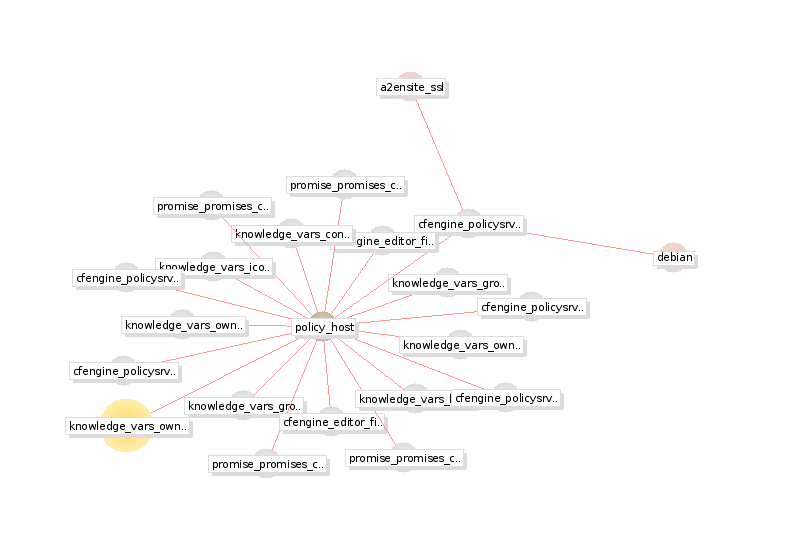 a2ensite_ssl
promise_promises_c..
promise_promises_c..
cfengine_policysrv..
knowledge_vars_con..
gine_editor_fi..
debian
knowledge_vars_ico..
cfengine_policysrv..
knowledge_vars_gro..
cfengine_policysrv..
knowledge_vars_own..
policy_host
knowledge_vars_own..
cfengine_policysrv..
knowledge_vars_l
cfengine_policysrv..
knowledge_vars_gro..
cfengine_editor_fi..
knowledge_vars_own..
promise_promises_c..
promise_promises_c..